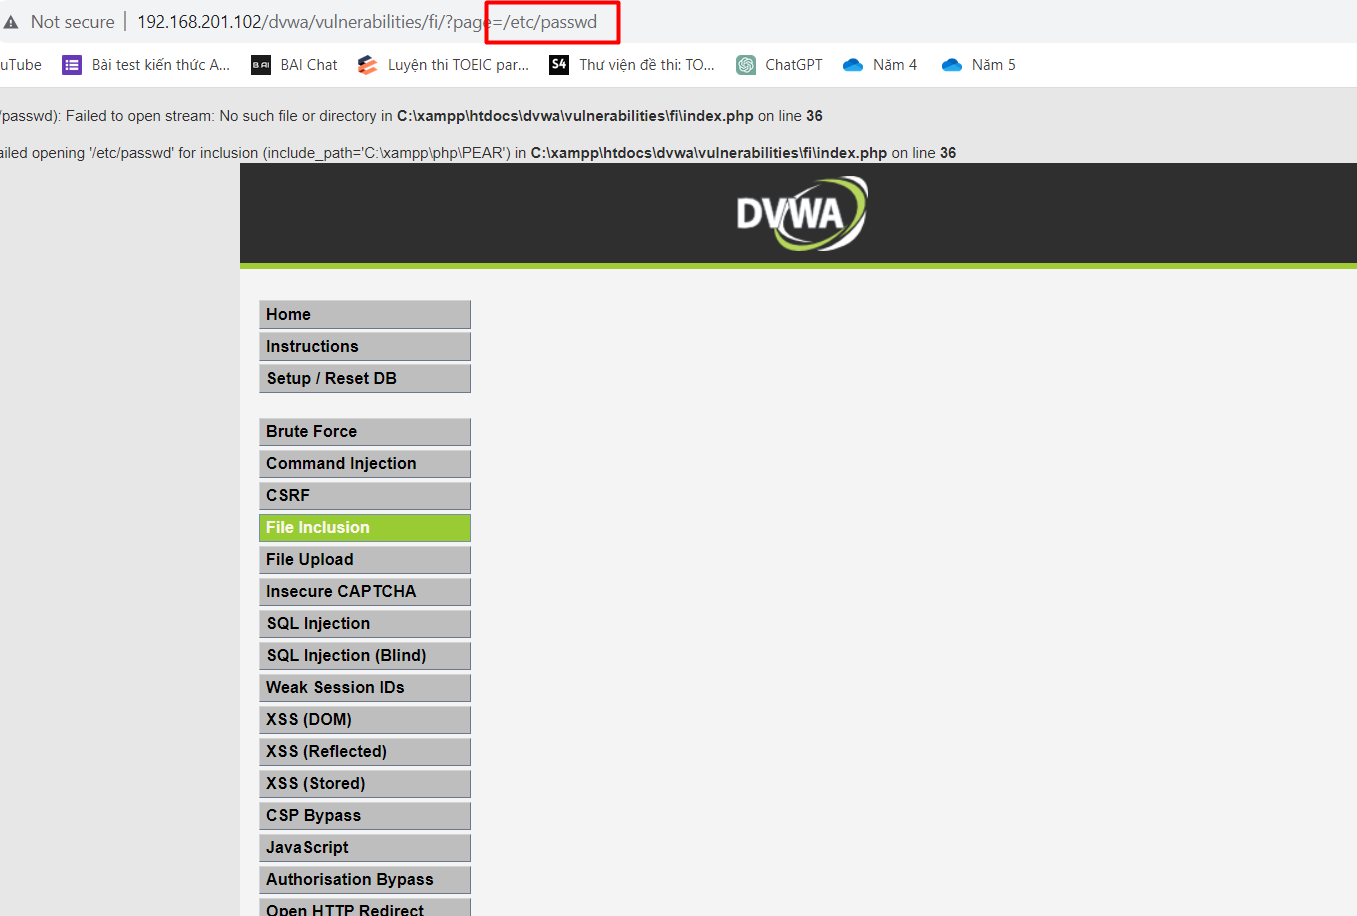 Not secure | 192.168.201.102/dvwa/vulnerabilities/fi/?page=/etc/passwd
uTube Bài test kiến thức A... BAI BAI Chat Luyện thi TOEIC par... S4 Thư viện đề thi: TO... ChatGPT Năm 4 Năm 5
/passwd): Failed to open stream: No such file or directory in C:\xampp\htdocs\dvwa\vulnerabilities\fi\index.php on line 36
ailed opening '/etc/passwd' for inclusion (include_path='C:\xampp\php\PEAR') in C:\xampp\htdocs\dvwa\vulnerabilities\fi\index.php on line 36
DVWA
Home
Instructions
Setup / Reset DB
Brute Force
Command Injection
CSRF
File Inclusion
File Upload
Insecure CAPTCHA
SQL Injection
SQL Injection (Blind)
Weak Session IDs
XSS (DOM)
XSS (Reflected)
XSS (Stored)
CSP Bypass
JavaScript
Authorisation Bypass
Open HTTP Redirect